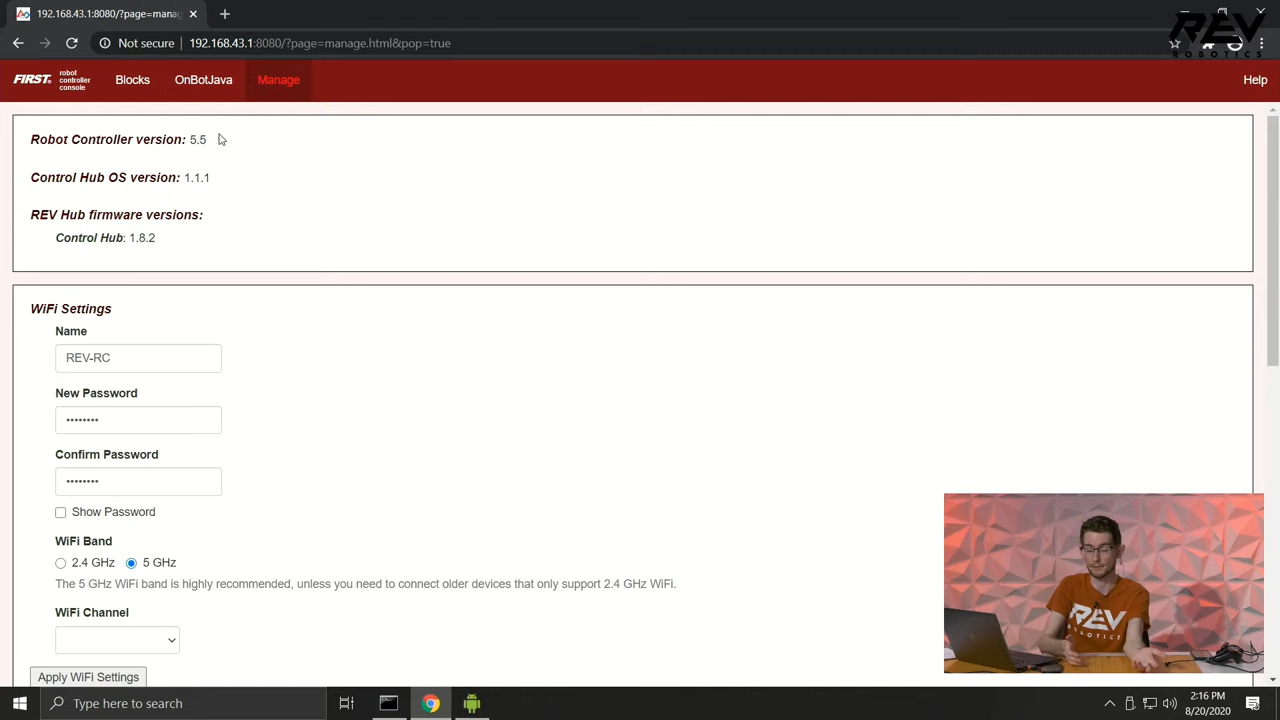 192.168.43.1:8080/?page=manag
Not secure
192.168.43.1:8080/?page=manage.html&pop=true
REV
ROBOTICS
FIRST. robot controller console
Blocks
OnBotJava
Manage
Help
Robot Controller version: 5.5
Control Hub OS version: 1.1.1
REV Hub firmware versions:
Control Hub: 1.8.2
WiFi Settings
Name
REV-RC
New Password
••••••••
Confirm Password
••••••••
Show Password
WiFi Band
2.4 GHz
5 GHz
The 5 GHz WiFi band is highly recommended, unless you need to connect older devices that only support 2.4 GHz WiFi.
WiFi Channel
Apply WiFi Settings
REV
ROBOTICS
Type here to search
2:16 PM
8/20/2020